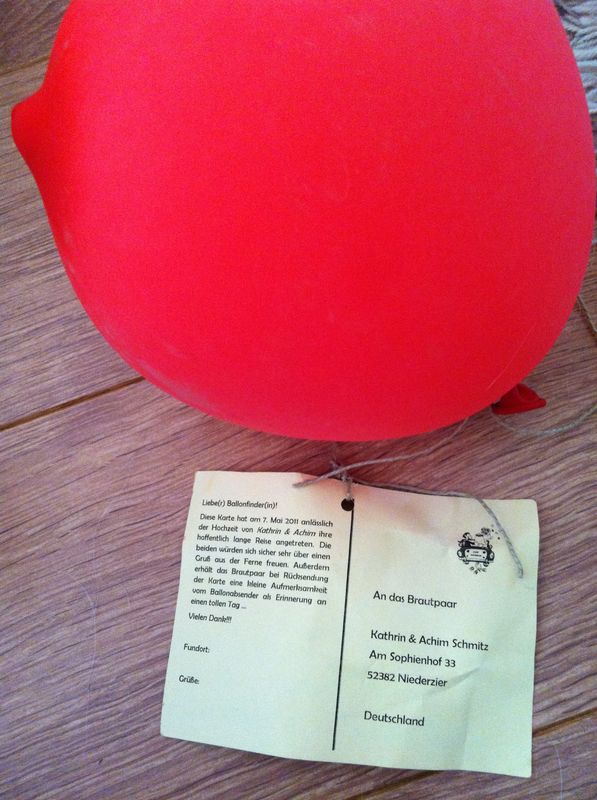 Liebe(r) Ballonfinder(in)!
Diese Karte hat am 7. Mai 2011 anlässlich
der Hochzeit von Kathrin & Achim ihre
hoffentlich lange Reise angetreten. Die
beiden würden sich sicher sehr über einen
Gruß aus der Ferne freuen. Außerdem
erhält das Brautpaar bei Rücksendung
der Karte eine kleine Aufmerksamkeit
vom Ballonabsender als Erinnerung an
einen tollen Tag ...
Vielen Dank!!!
Fundort:
Grüße:
An das Brautpaar
Kathrin & Achim Schmitz
Am Sophienhof 33
52382 Niederzier
Deutschland